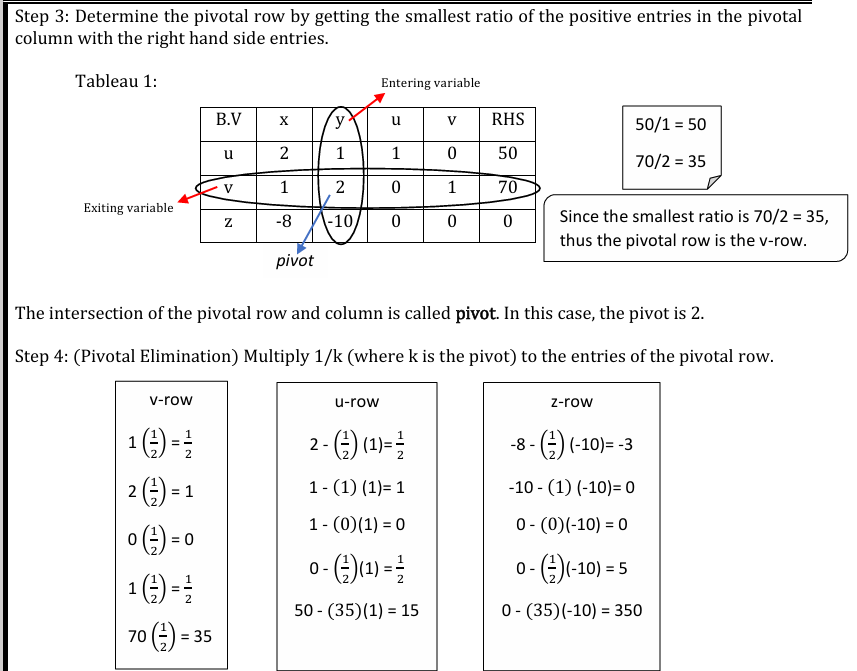 Step 3: Determine the pivotal row by getting the smallest ratio of the positive entries in the pivotal
column with the right hand side entries.
Tableau 1:
Entering variable
B.V x y u v RHS
u 2 1 1 0 50
v 1 2 0 1 70
z -8 -10 0 0 0
Exiting variable
pivot
50/1 = 50
70/2 = 35
Since the smallest ratio is 70/2 = 35,
thus the pivotal row is the v-row.
The intersection of the pivotal row and column is called pivot. In this case, the pivot is 2.
Step 4: (Pivotal Elimination) Multiply 1/k (where k is the pivot) to the entries of the pivotal row.
v-row
1 (1/2) = 1/2
2 (1/2) = 1
0 (1/2) = 0
1 (1/2) = 1/2
70 (1/2) = 35
u-row
2 - (1/2) (1)= 1/2
1 - (1) (1)= 1
1 - (0)(1) = 0
0 - (1/2)(1) = 1/2
50 - (35)(1) = 15
z-row
-8 - (1/2) (-10)= -3
-10 - (1) (-10)= 0
0 - (0)(-10) = 0
0 - (1/2)(-10) = 5
0 - (35)(-10) = 350